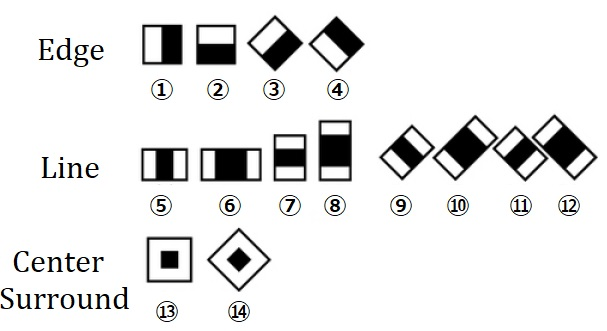 Edge
① ② ③ ④
Line
⑤ ⑥ ⑦ ⑧ ⑨ ⑩ ⑪ ⑫
Center
Surround
⑬ ⑭